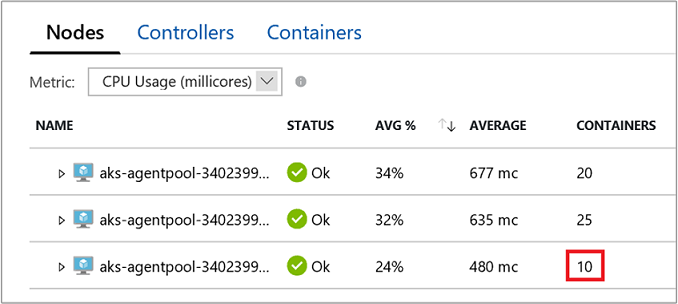 Nodes Controllers Containers
Metric: CPU Usage (millicores)
NAME STATUS AVG % AVERAGE CONTAINERS
aks-agentpool-3402399... Ok 34% 677 mc 20
aks-agentpool-3402399... Ok 32% 635 mc 25
aks-agentpool-3402399... Ok 24% 480 mc 10